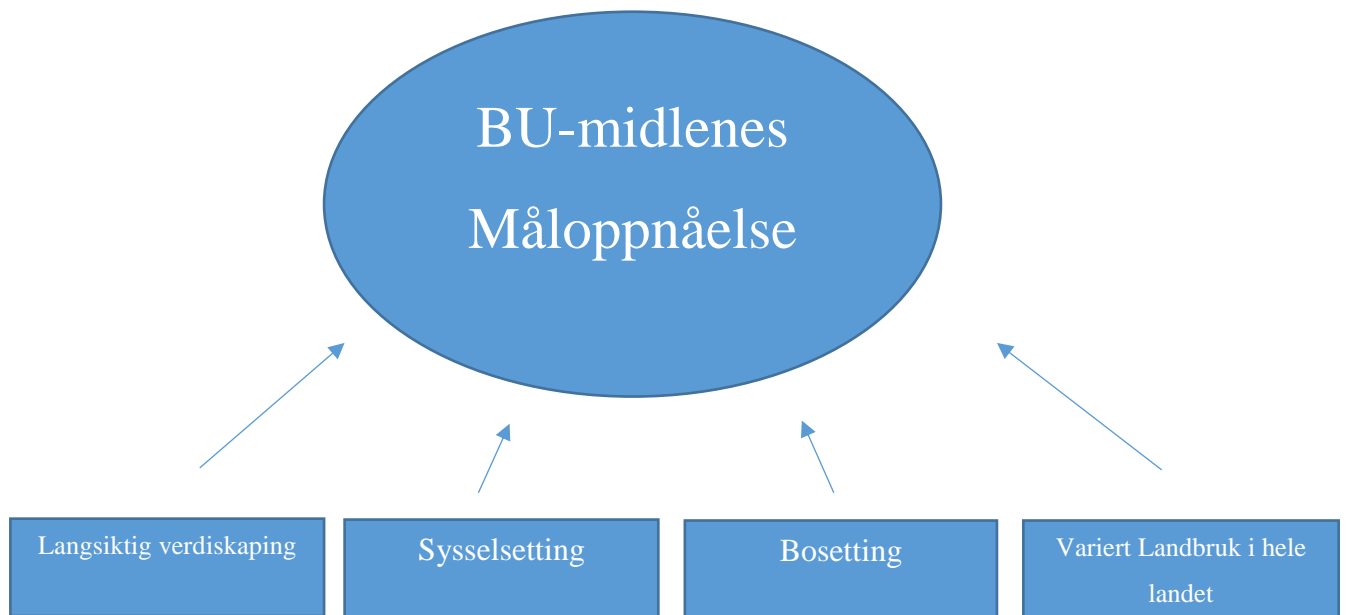 BU-midlenes
Måloppnåelse
Langsiktig verdiskaping
Sysselsetting
Bosetting
Variert Landbruk i hele
landet